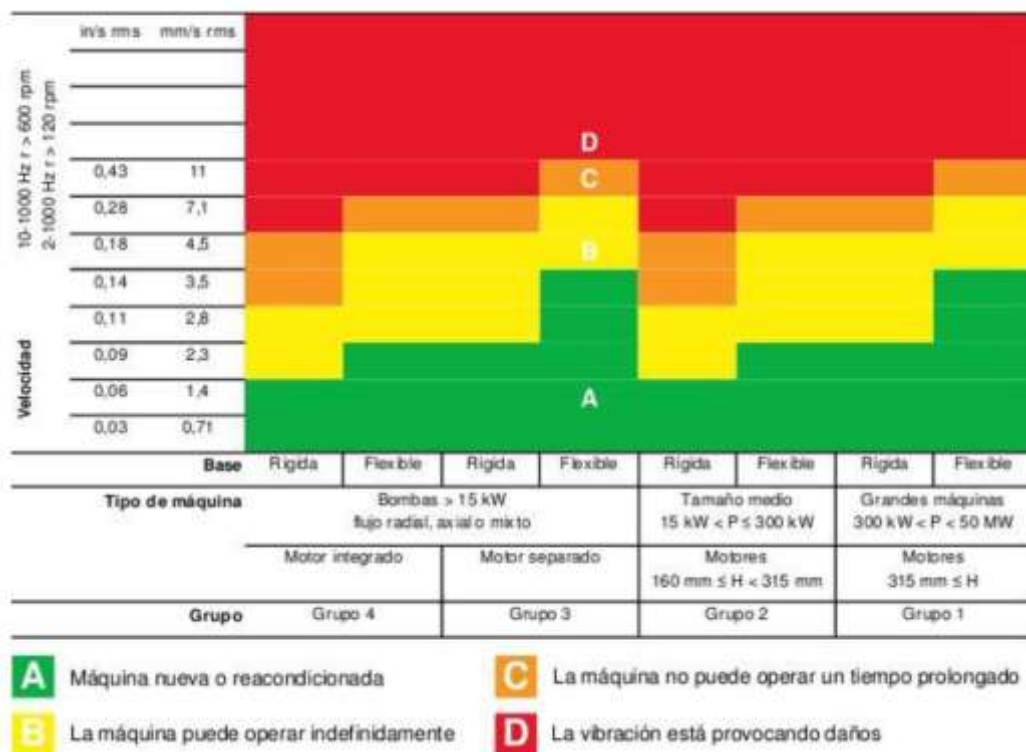 in/s rms mm/s rms
10-1000 Hz r > 600 rpm
2-1000 Hz r > 120 rpm
Velocidad
D
0,43 11
C
0,28 7,1
0,18 4,5
B
0,14 3,5
0,11 2,8
0,09 2,3
0,06 1,4
A
0,03 0,71
Base Rígida Flexible Rígida Flexible Rígida Flexible Rígida Flexible
Tipo de máquina Bombas > 15 kW Tamaño medio Grandes máquinas
flujo radial, axial o mixto 15 kW < P ≤ 300 kW 300 kW < P < 50 MW
Motor integrado Motor separado Motores Motores
160 mm ≤ H < 315 mm 315 mm ≤ H
Grupo Grupo 4 Grupo 3 Grupo 2 Grupo 1
A Máquina nueva o reacondicionada C La máquina no puede operar un tiempo prolongado
B La máquina puede operar indefinidamente D La vibración está provocando daños